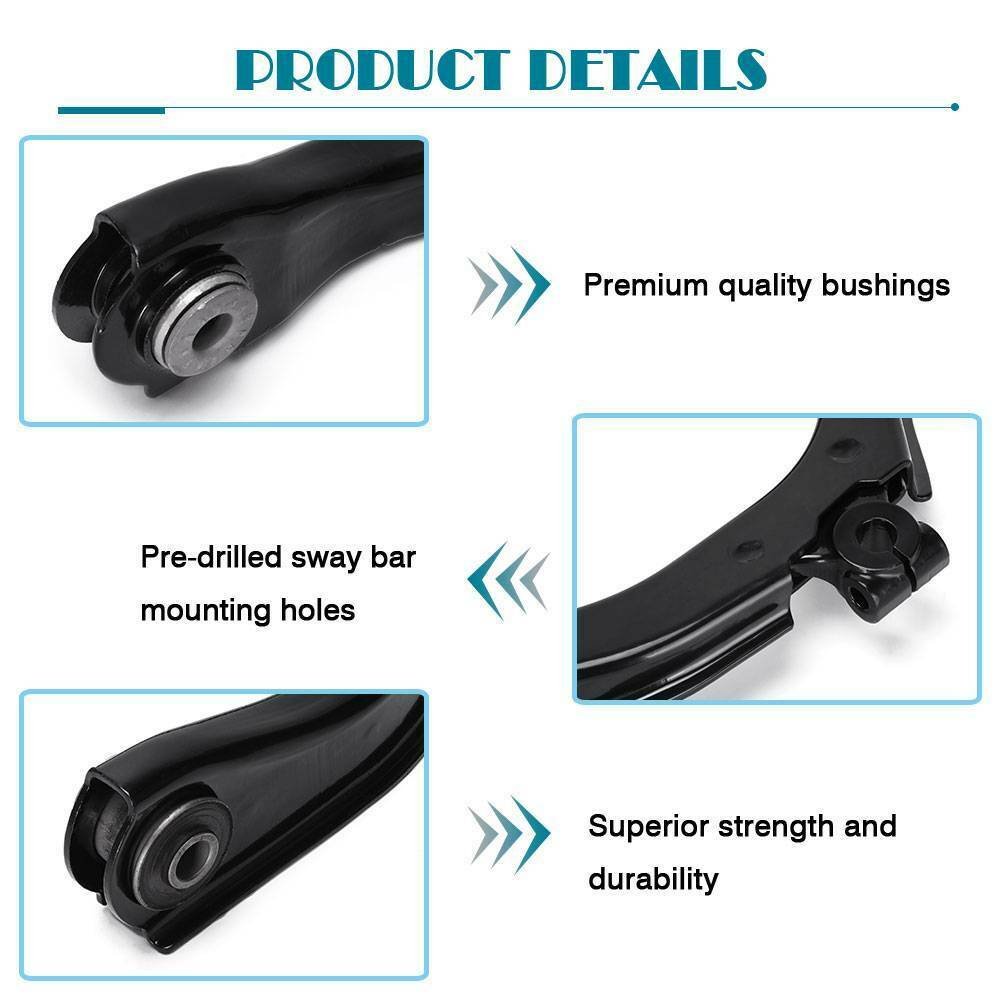 PRODUCT DETAILS
Premium quality bushings
Pre-drilled sway bar
mounting holes
Superior strength and
durability